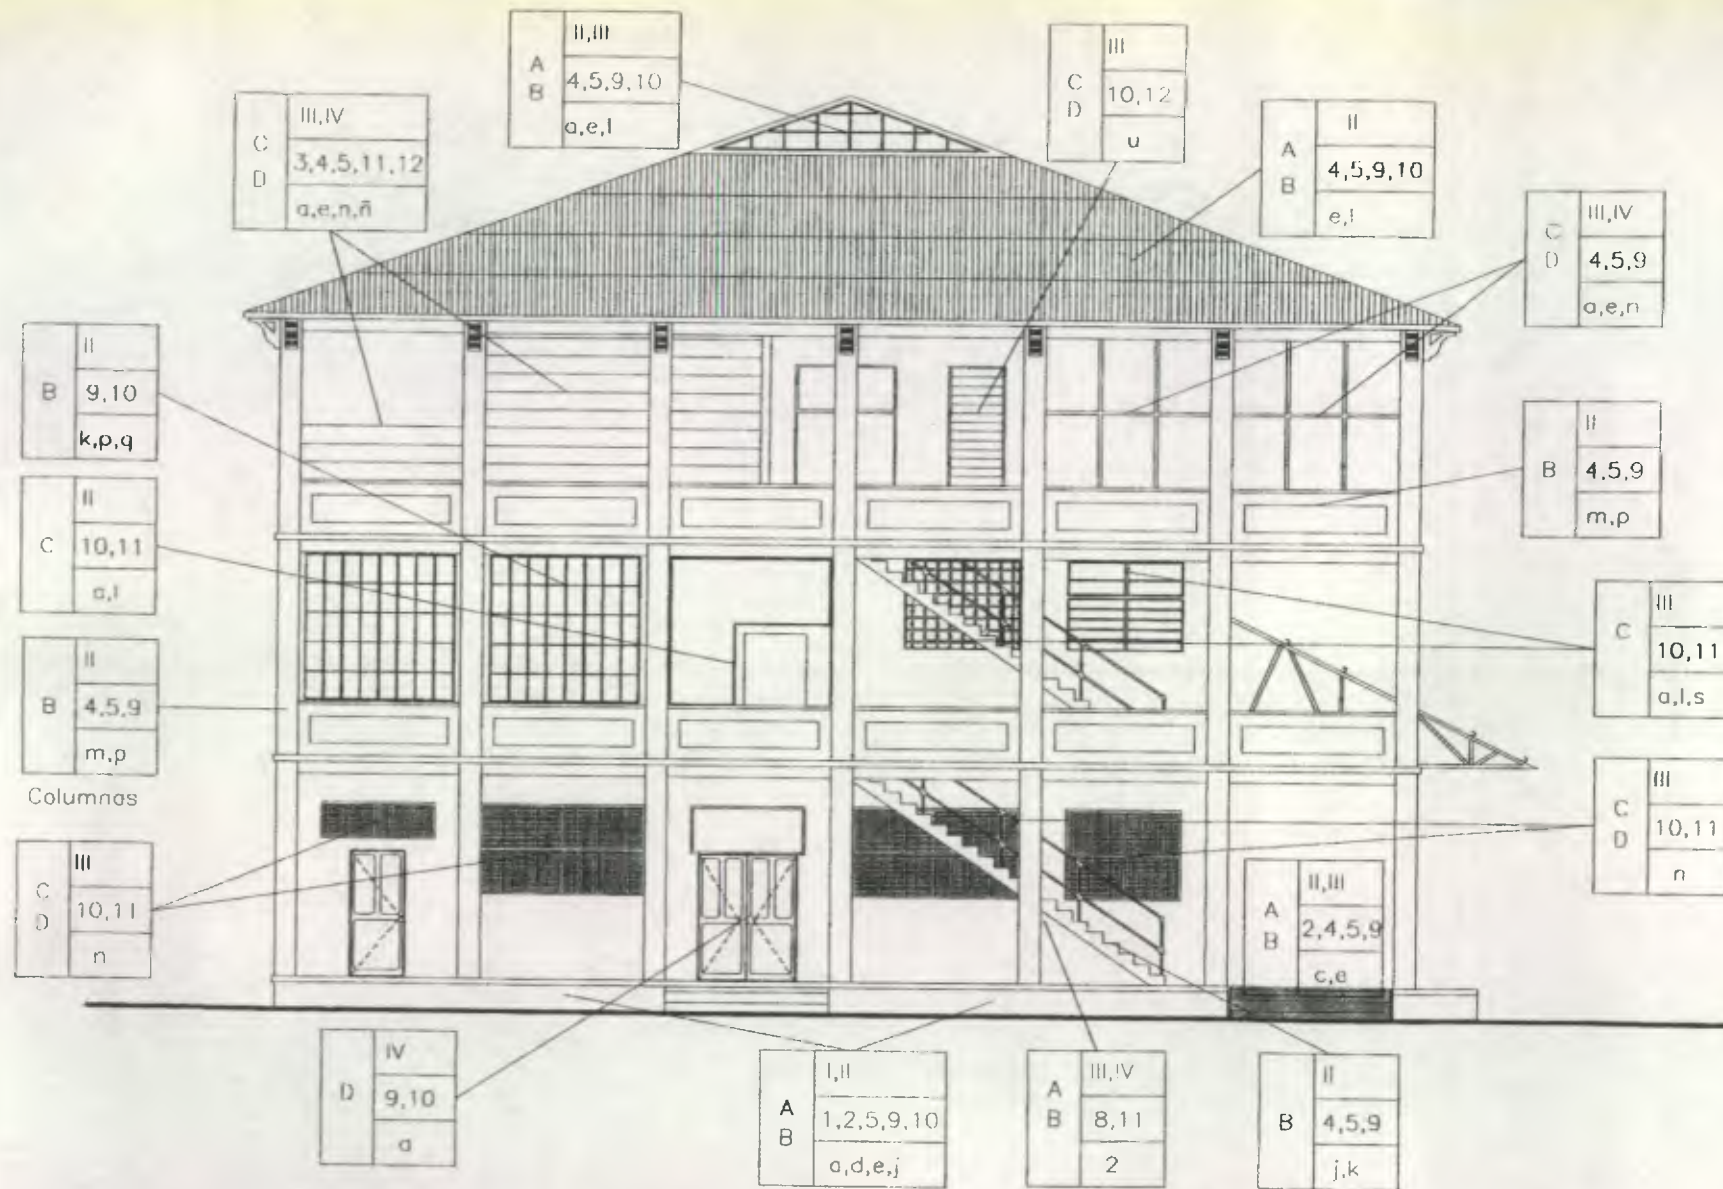 II,III
A
B
4,5,9,10
a,e,l
III
C
D
10,12
u
III,IV
C
D
3,4,5,11,12
a,e,n,ñ
II
A
B
4,5,9,10
e,l
III,IV
C
D
4,5,9
a,e,n
II
B
9,10
k,p,q
II
B
4,5,9
m,p
II
C
10,11
a,l
III
C
10,11
a,l,s
II
B
4,5,9
m,p
Columnas
III
C
D
10,11
n
III
C
D
10,11
n
II,III
A
B
2,4,5,9
c,e
IV
D
9,10
a
I,II
A
B
1,2,5,9,10
a,d,e,j
III,IV
A
B
8,11
2
II
B
4,5,9
j,k